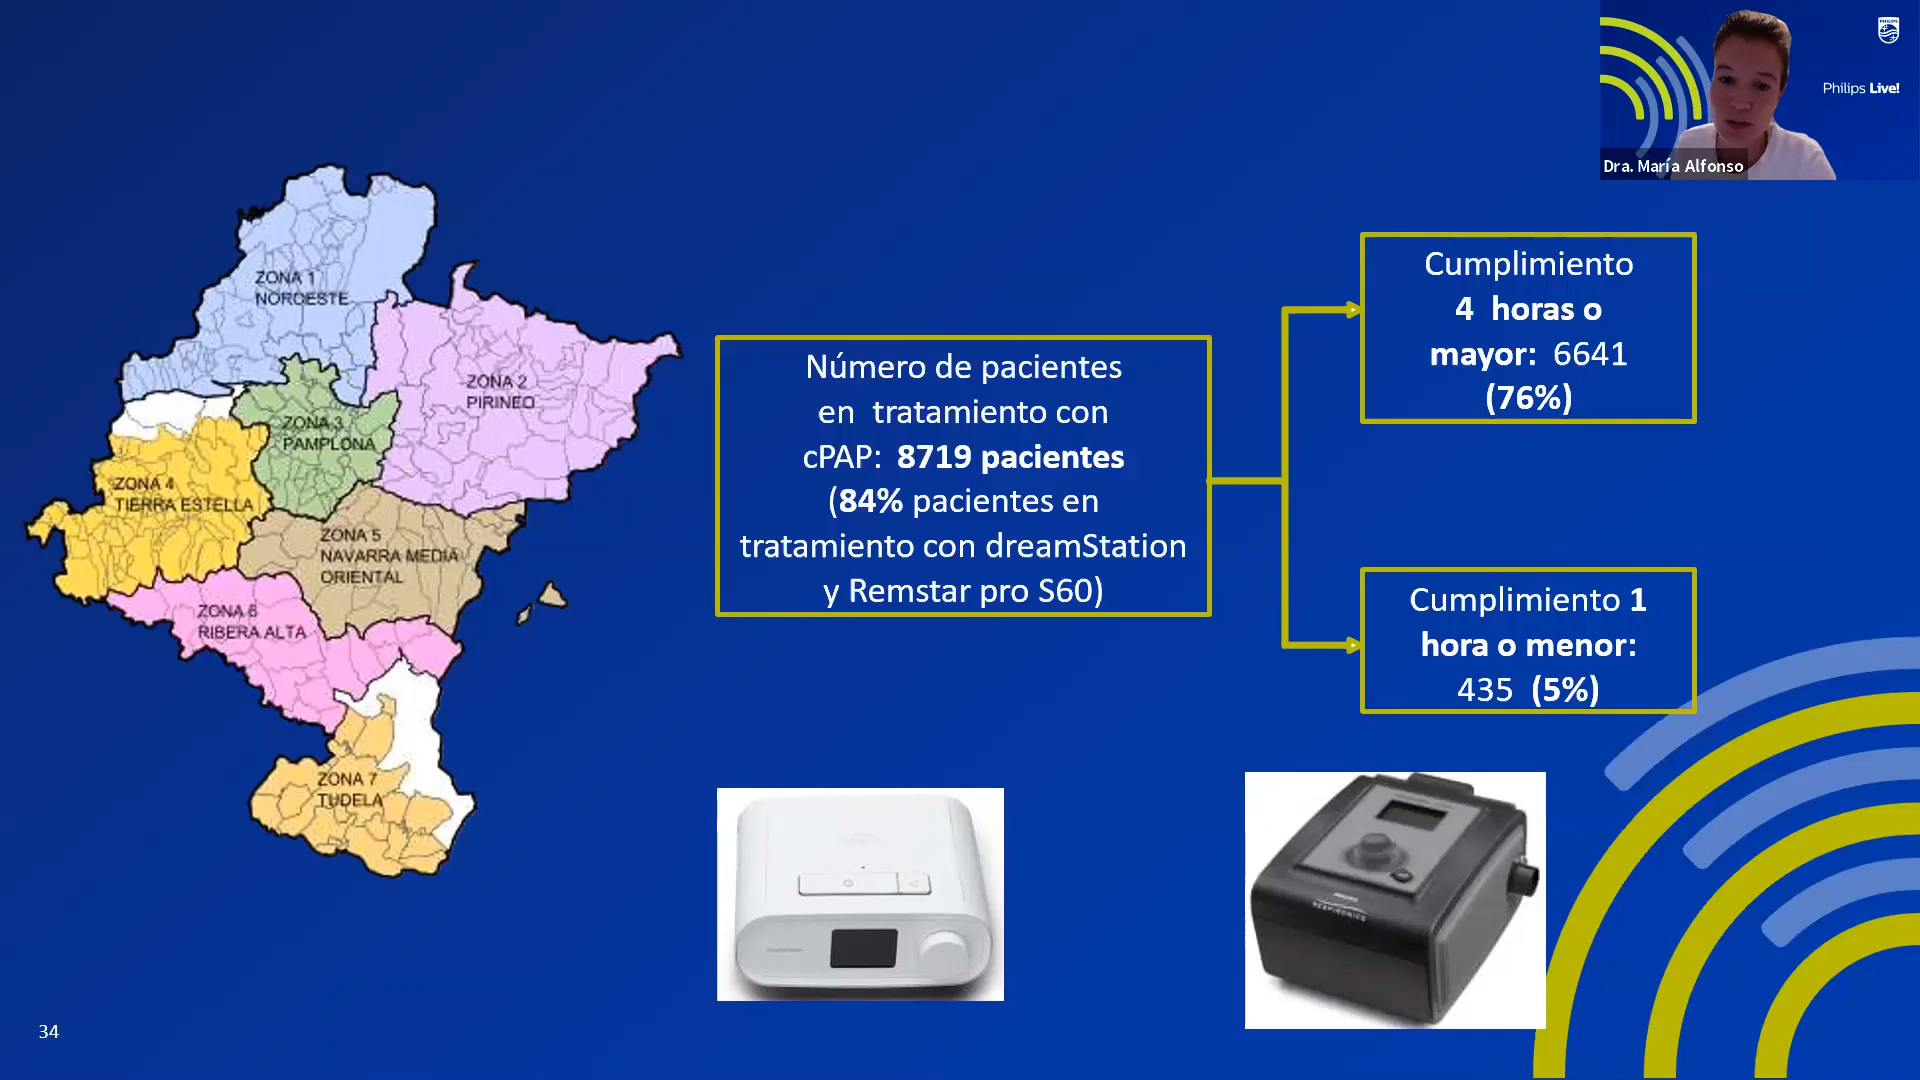 PHILIPS
Philips Live!
Dra. María Alfonso
ZONA 1
NOROESTE
ZONA 2
PIRINEO
ZONA 3
PAMPLONA
ZONA 4
TIERRA ESTELLA
ZONA 5
NAVARRA MEDIA
ORIENTAL
ZONA 6
RIBERA ALTA
ZONA 7
TUDELA
Número de pacientes
en tratamiento con
cPAP: 8719 pacientes
(84% pacientes en
tratamiento con dreamStation
y Remstar pro S60)
Cumplimiento
4 horas o
mayor: 6641
(76%)
Cumplimiento 1
hora o menor:
435 (5%)
RESPIRONICS
34